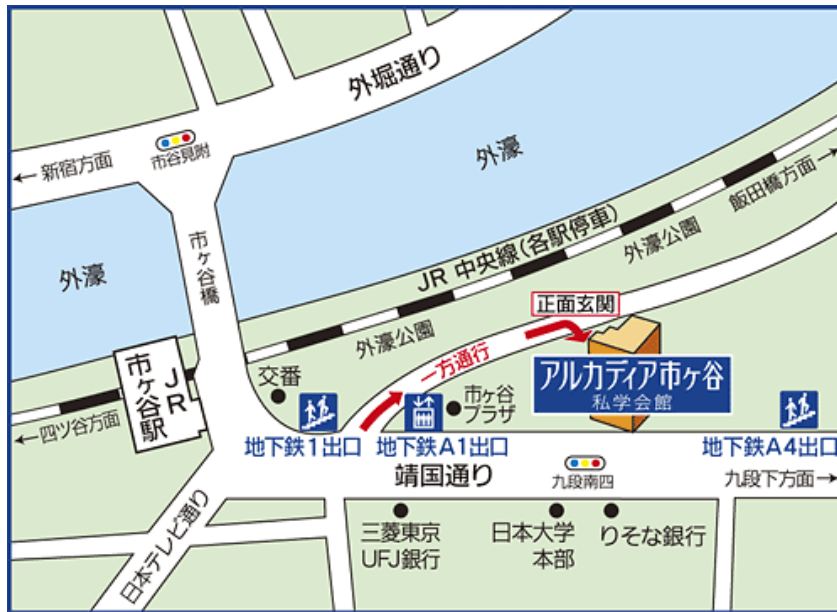 外堀通り
←新宿方面
市谷見附
外濠
飯田橋方面→
市ヶ谷橋
外濠
JR 中央線(各駅停車)
外濠公園
正面玄関
外濠公園
一方通行
アルカディア市ヶ谷
私学会館
JR
市ヶ谷駅
交番
市ヶ谷
プラザ
←四ツ谷方面
地下鉄1出口
地下鉄A1出口
地下鉄A4出口
靖国通り
九段南四
九段下方面→
日本テレビ通り
三菱東京
UFJ銀行
日本大学
本部
りそな銀行